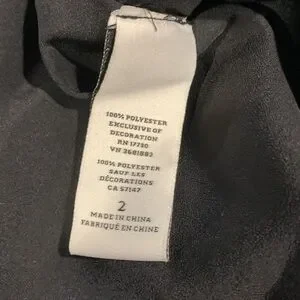 100% POLYESTER
EXCLUSIVE OF
DECORATION
RN 17730
VN 2681882
100% POLYESTER
SAUF LES
DÉCORATIONS
CA 57147
2
MADE IN CHINA
FABRIQUÉ EN CHINE